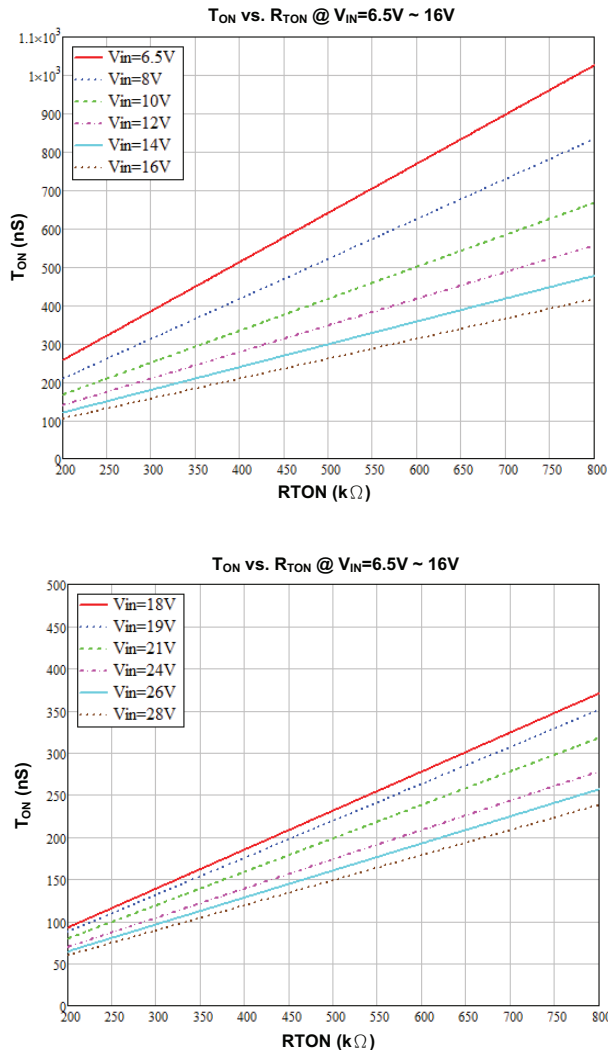 TON vs. RTON @ VIN=6.5V ~ 16V
1.1×10³
1×10³
900
800
700
600
500
400
300
200
100
0
TON (nS)
Vin=6.5V
Vin=8V
Vin=10V
Vin=12V
Vin=14V
Vin=16V
200 250 300 350 400 450 500 550 600 650 700 750 800
RTON (kΩ)
TON vs. RTON @ VIN=6.5V ~ 16V
500
450
400
350
300
250
200
150
100
50
0
TON (nS)
Vin=18V
Vin=19V
Vin=21V
Vin=24V
Vin=26V
Vin=28V
200 250 300 350 400 450 500 550 600 650 700 750 800
RTON (kΩ)